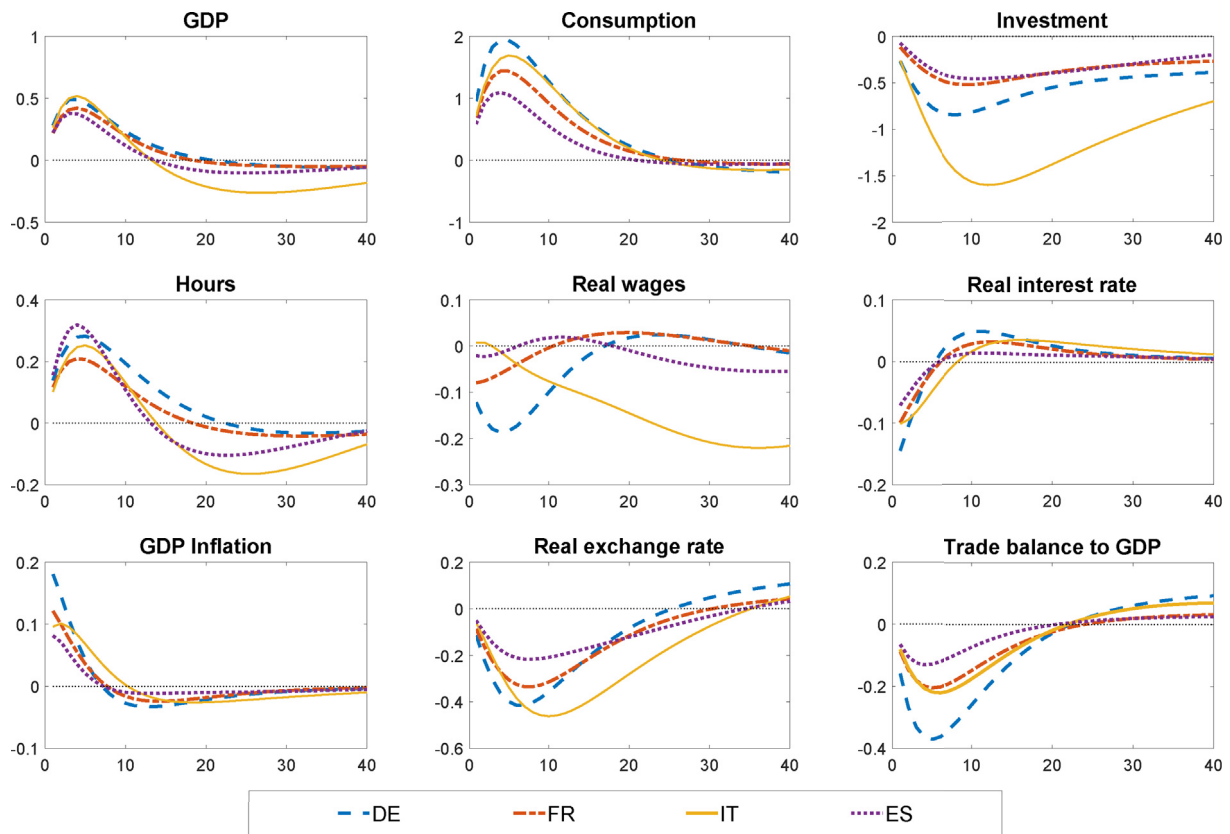 GDP
Consumption
Investment
1
0.5
0
-0.5
0 10 20 30 40
2
1
0
-1
0 10 20 30 40
0
-0.5
-1
-1.5
-2
0 10 20 30 40
Hours
Real wages
Real interest rate
0.4
0.2
0
-0.2
0 10 20 30 40
0.1
0
-0.1
-0.2
-0.3
0 10 20 30 40
0.1
0
-0.1
-0.2
0 10 20 30 40
GDP Inflation
Real exchange rate
Trade balance to GDP
0.2
0.1
0
-0.1
0 10 20 30 40
0.2
0
-0.2
-0.4
-0.6
0 10 20 30 40
0.2
0
-0.2
-0.4
0 10 20 30 40
DE FR IT ES